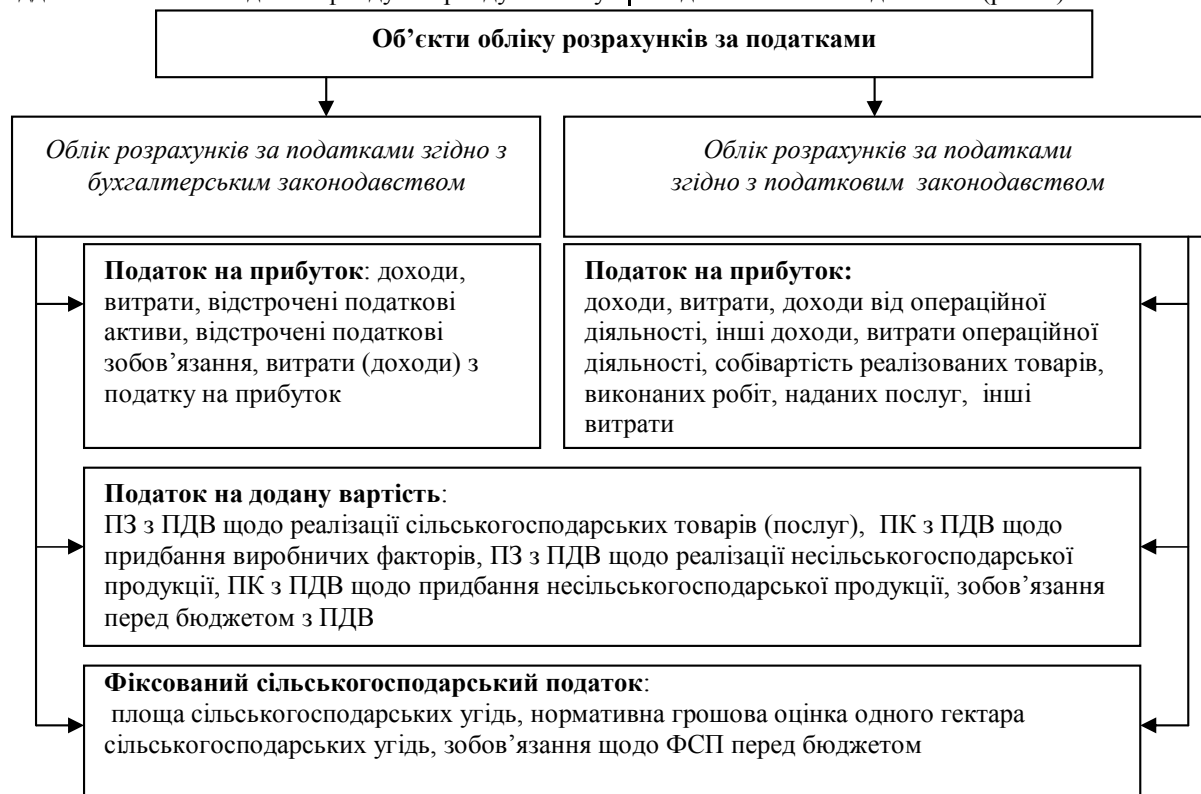 Об’єкти обліку розрахунків за податками
Облік розрахунків за податками згідно з
бухгалтерським законодавством
Облік розрахунків за податками
згідно з податковим законодавством
Податок на прибуток: доходи,
витрати, відстрочені податкові
активи, відстрочені податкові
зобов’язання, витрати (доходи) з
податку на прибуток
Податок на прибуток:
доходи, витрати, доходи від операційної
діяльності, інші доходи, витрати операційної
діяльності, собівартість реалізованих товарів,
виконаних робіт, наданих послуг, інші
витрати
Податок на додану вартість:
ПЗ з ПДВ щодо реалізації сільськогосподарських товарів (послуг), ПК з ПДВ щодо
придбання виробничих факторів, ПЗ з ПДВ щодо реалізації несільськогосподарської
продукції, ПК з ПДВ щодо придбання несільськогосподарської продукції, зобов’язання
перед бюджетом з ПДВ
Фіксований сільськогосподарський податок:
площа сільськогосподарських угідь, нормативна грошова оцінка одного гектара
сільськогосподарських угідь, зобов’язання щодо ФСП перед бюджетом